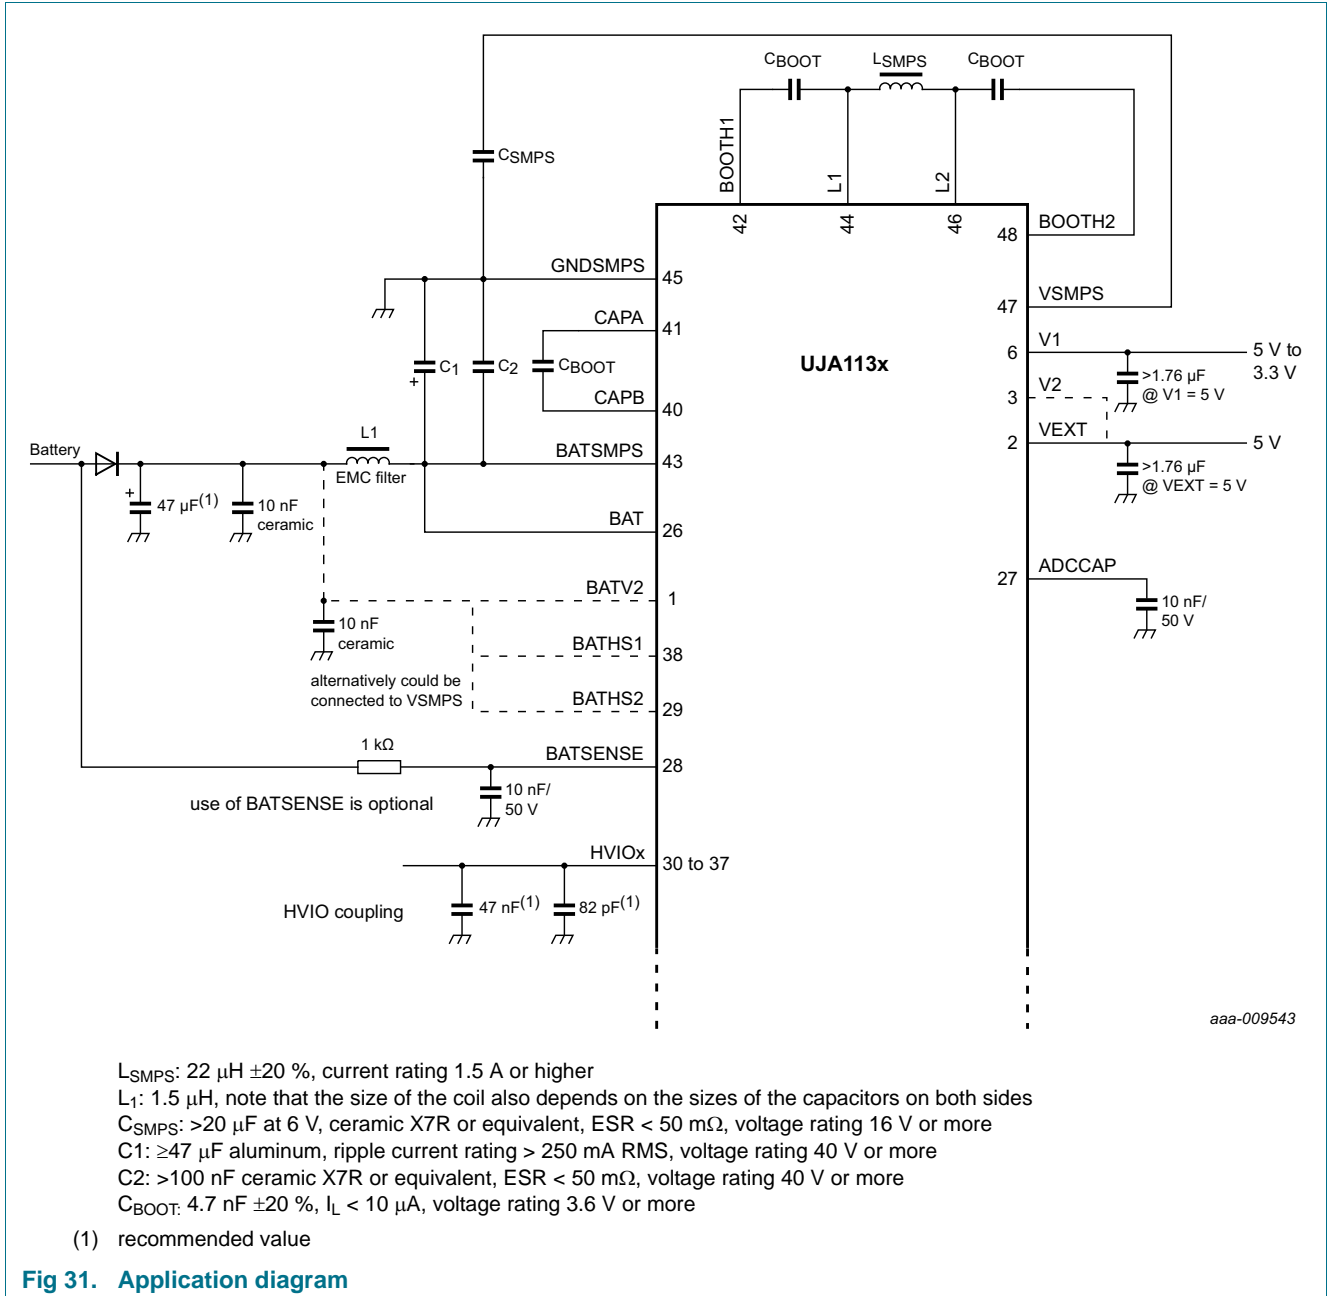 CBOOT LSMPS CBOOT
CSMPS
BOOTH1
L1
L2
42
44
46
48 BOOTH2
GNDSMPS 45
47 VSMPS
CAPA 41
UJA113x
6 V1
5 V to
3.3 V
>1.76 µF
@ V1 = 5 V
C1
+
C2
CBOOT
3 V2
CAPB 40
2 VEXT
5 V
>1.76 µF
@ VEXT = 5 V
Battery
L1
EMC filter
BATSMPS 43
+
47 µF(1)
10 nF
ceramic
BAT 26
27 ADCCAP
10 nF/
50 V
BATV2 1
10 nF
ceramic
BATHS1 38
alternatively could be
connected to VSMPS
BATHS2 29
1 kΩ
BATSENSE 28
10 nF/
50 V
use of BATSENSE is optional
HVIOx 30 to 37
HVIO coupling
47 nF(1)
82 pF(1)
aaa-009543
LSMPS: 22 µH ±20 %, current rating 1.5 A or higher
L1: 1.5 µH, note that the size of the coil also depends on the sizes of the capacitors on both sides
CSMPS: >20 µF at 6 V, ceramic X7R or equivalent, ESR < 50 mΩ, voltage rating 16 V or more
C1: ≥47 µF aluminum, ripple current rating > 250 mA RMS, voltage rating 40 V or more
C2: >100 nF ceramic X7R or equivalent, ESR < 50 mΩ, voltage rating 40 V or more
CBOOT: 4.7 nF ±20 %, IL < 10 µA, voltage rating 3.6 V or more
(1) recommended value
Fig 31. Application diagram